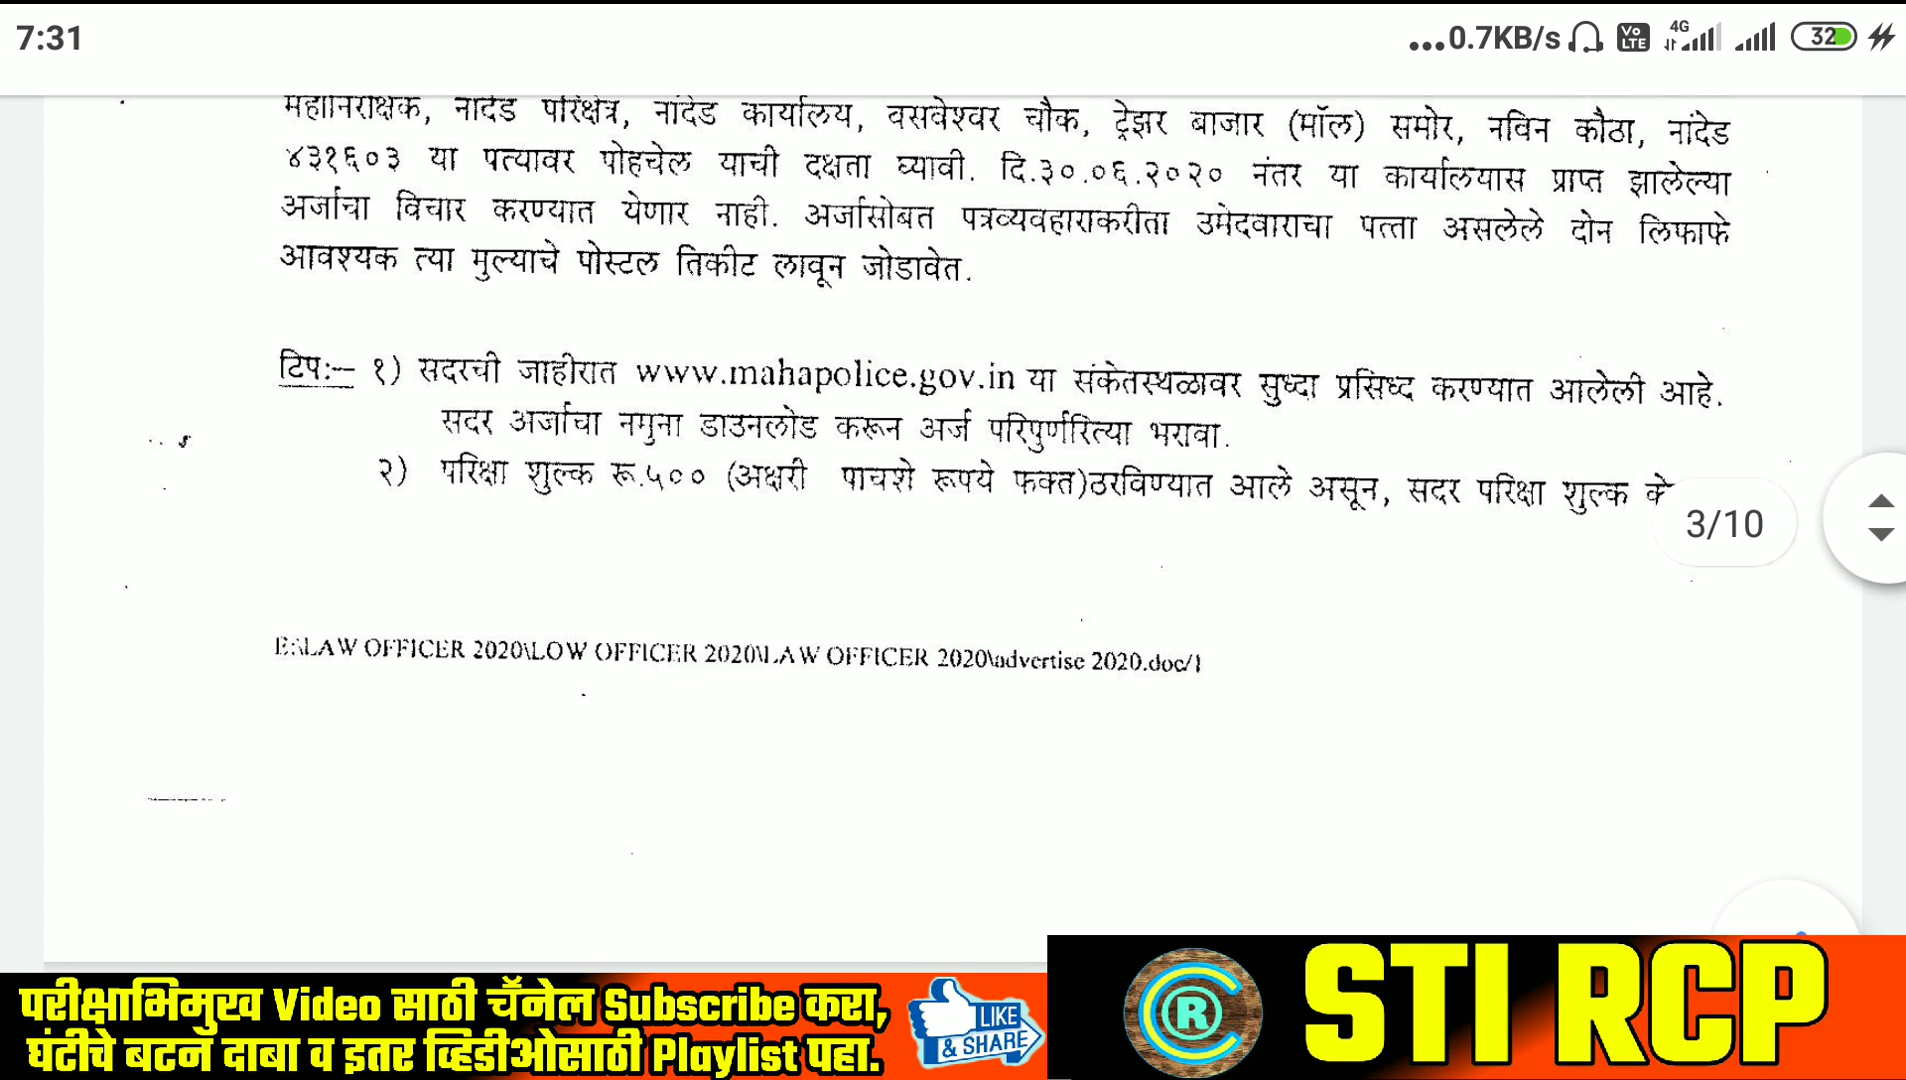 7:31
...0.7KB/s Vo LTE 4G 32
महानिरीक्षक, नांदेड परिक्षेत्र, नांदेड कार्यालय, वसवेश्वर चौक, ट्रेझर बाजार (मॉल) समोर, नविन कौठा, नांदेड
४३१६०३ या पत्यावर पोहचेल याची दक्षता घ्यावी. दि.३०.०६.२०२० नंतर या कार्यालयास प्राप्त झालेल्या
अर्जाचा विचार करण्यात येणार नाही. अर्जासोबत पत्रव्यवहाराकरीता उमेदवाराचा पत्ता असलेले दोन लिफाफे
आवश्यक त्या मुल्याचे पोस्टल तिकीट लावून जोडावेत.
टिप:— १) सदरची जाहीरात www.mahapolice.gov.in या संकेतस्थळावर सुध्दा प्रसिध्द करण्यात आलेली आहे.
सदर अर्जाचा नमुना डाउनलोड करून अर्ज परिपुर्णरित्या भरावा.
२) परिक्षा शुल्क रू.५०० (अक्षरी पाचशे रूपये फक्त)ठरविण्यात आले असून, सदर परिक्षा शुल्क के
3/10
E:\LAW OFFICER 2020\LOW OFFICER 2020\LAW OFFICER 2020\advertise 2020.doc/1
परीक्षाभिमुख Video साठी चॅनेल Subscribe करा,
घंटीचे बटन दाबा व इतर व्हिडीओसाठी Playlist पहा.
LIKE
& SHARE
R
STI RCP